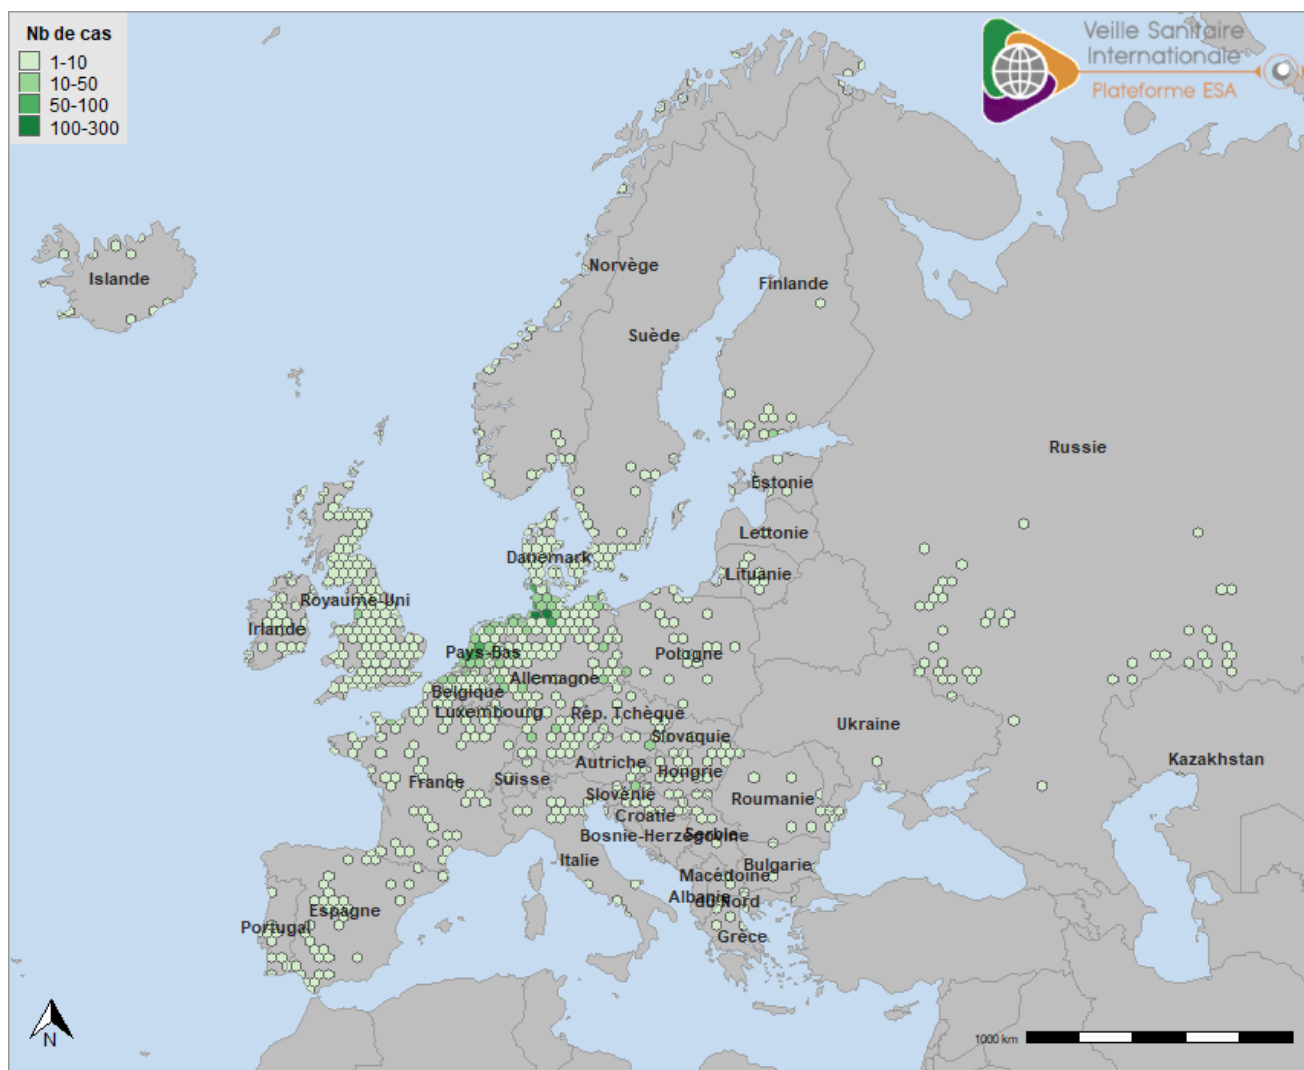 Nb de cas
1-10
10-50
50-100
100-300
Veille Sanitaire
Internationale
Plateforme ESA
Islande
Norvège
Finlande
Suède
Russie
Estonie
Lettonie
Danemark
Lituanie
Royaume-Uni
Irlande
Pays-Bas
Pologne
Allemagne
Belgique
Luxembourg
Rép. Tchèque
Ukraine
Slovaquie
Autriche
Kazakhstan
Hongrie
Suisse
France
Slovénie
Roumanie
Croatie
Serbie
Bosnie-Herzégovine
Italie
Bulgarie
Macédoine
du Nord
Albanie
Espagne
Portugal
Grèce
N
1000 km